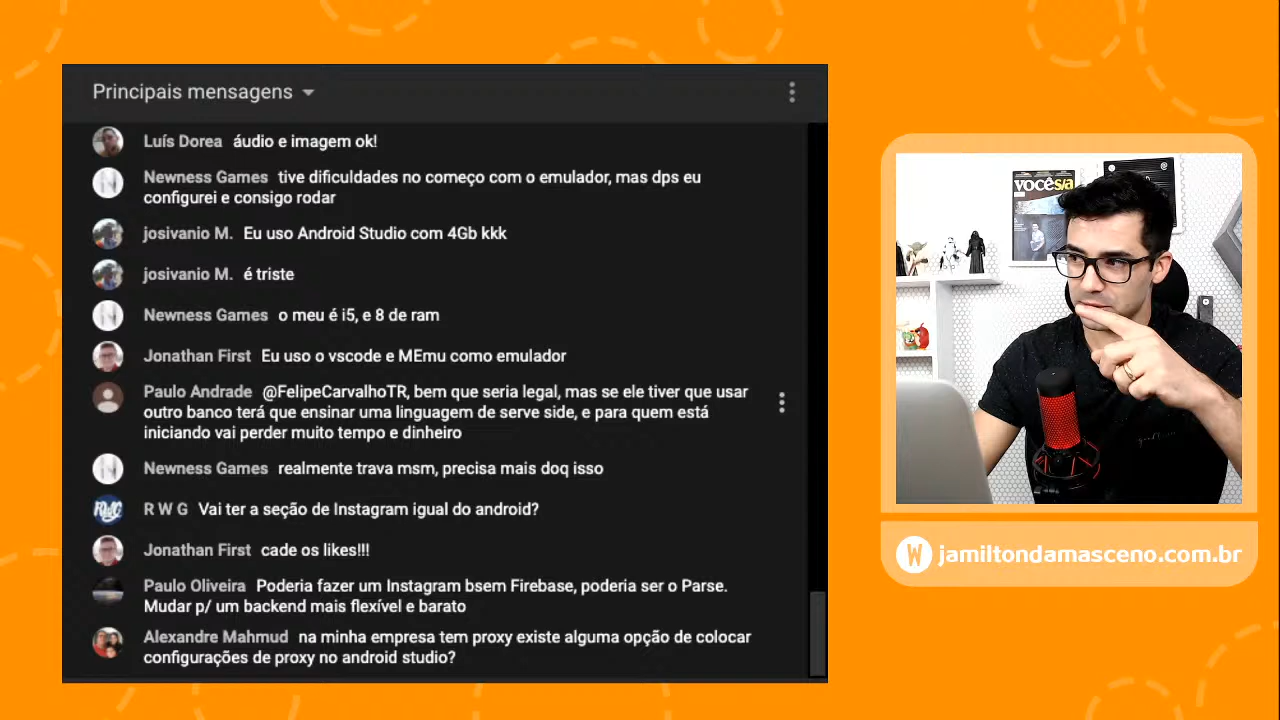 Principais mensagens
Luís Dorea áudio e imagem ok!
Newness Games tive dificuldades no começo com o emulador, mas dps eu
configurei e consigo rodar
josivanio M. Eu uso Android Studio com 4Gb kkk
josivanio M. é triste
Newness Games o meu é i5, e 8 de ram
Jonathan First Eu uso o vscode e MEmu como emulador
Paulo Andrade @FelipeCarvalhoTR, bem que seria legal, mas se ele tiver que usar
outro banco terá que ensinar uma linguagem de serve side, e para quem está
iniciando vai perder muito tempo e dinheiro
Newness Games realmente trava msm, precisa mais doq isso
R W G Vai ter a seção de Instagram igual do android?
Jonathan First cade os likes!!!
Paulo Oliveira Poderia fazer um Instagram bsem Firebase, poderia ser o Parse.
Mudar p/ um backend mais flexível e barato
Alexandre Mahmud na minha empresa tem proxy existe alguma opção de colocar
configurações de proxy no android studio?
você s/a
W jamiltondamasceno.com.br